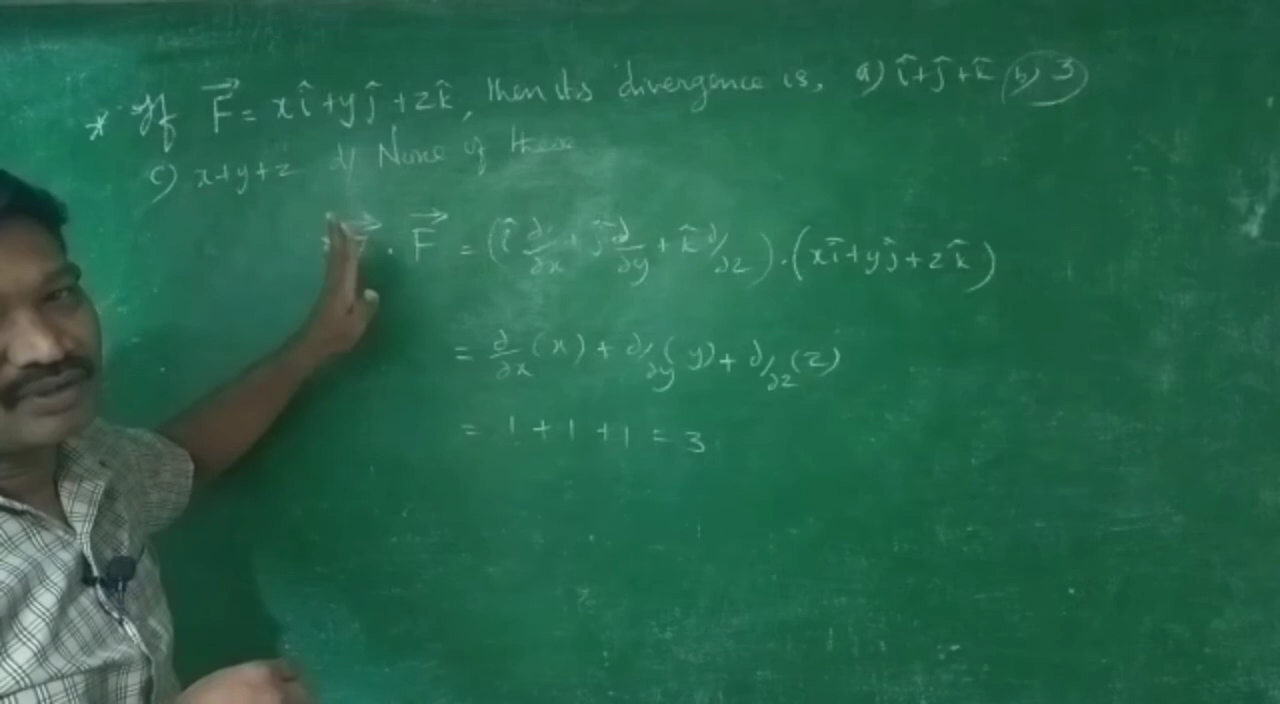 * If F⃗ = xî + yĵ + zk̂, then its divergence is, a) î+ĵ+k̂ b) 3
c) x+y+z d) None of these
. F⃗ = (î ∂/∂x + ĵ ∂/∂y + k̂ ∂/∂z) . (xî + yĵ + zk̂)
= ∂/∂x (x) + ∂/∂y (y) + ∂/∂z (z)
= 1 + 1 + 1 = 3